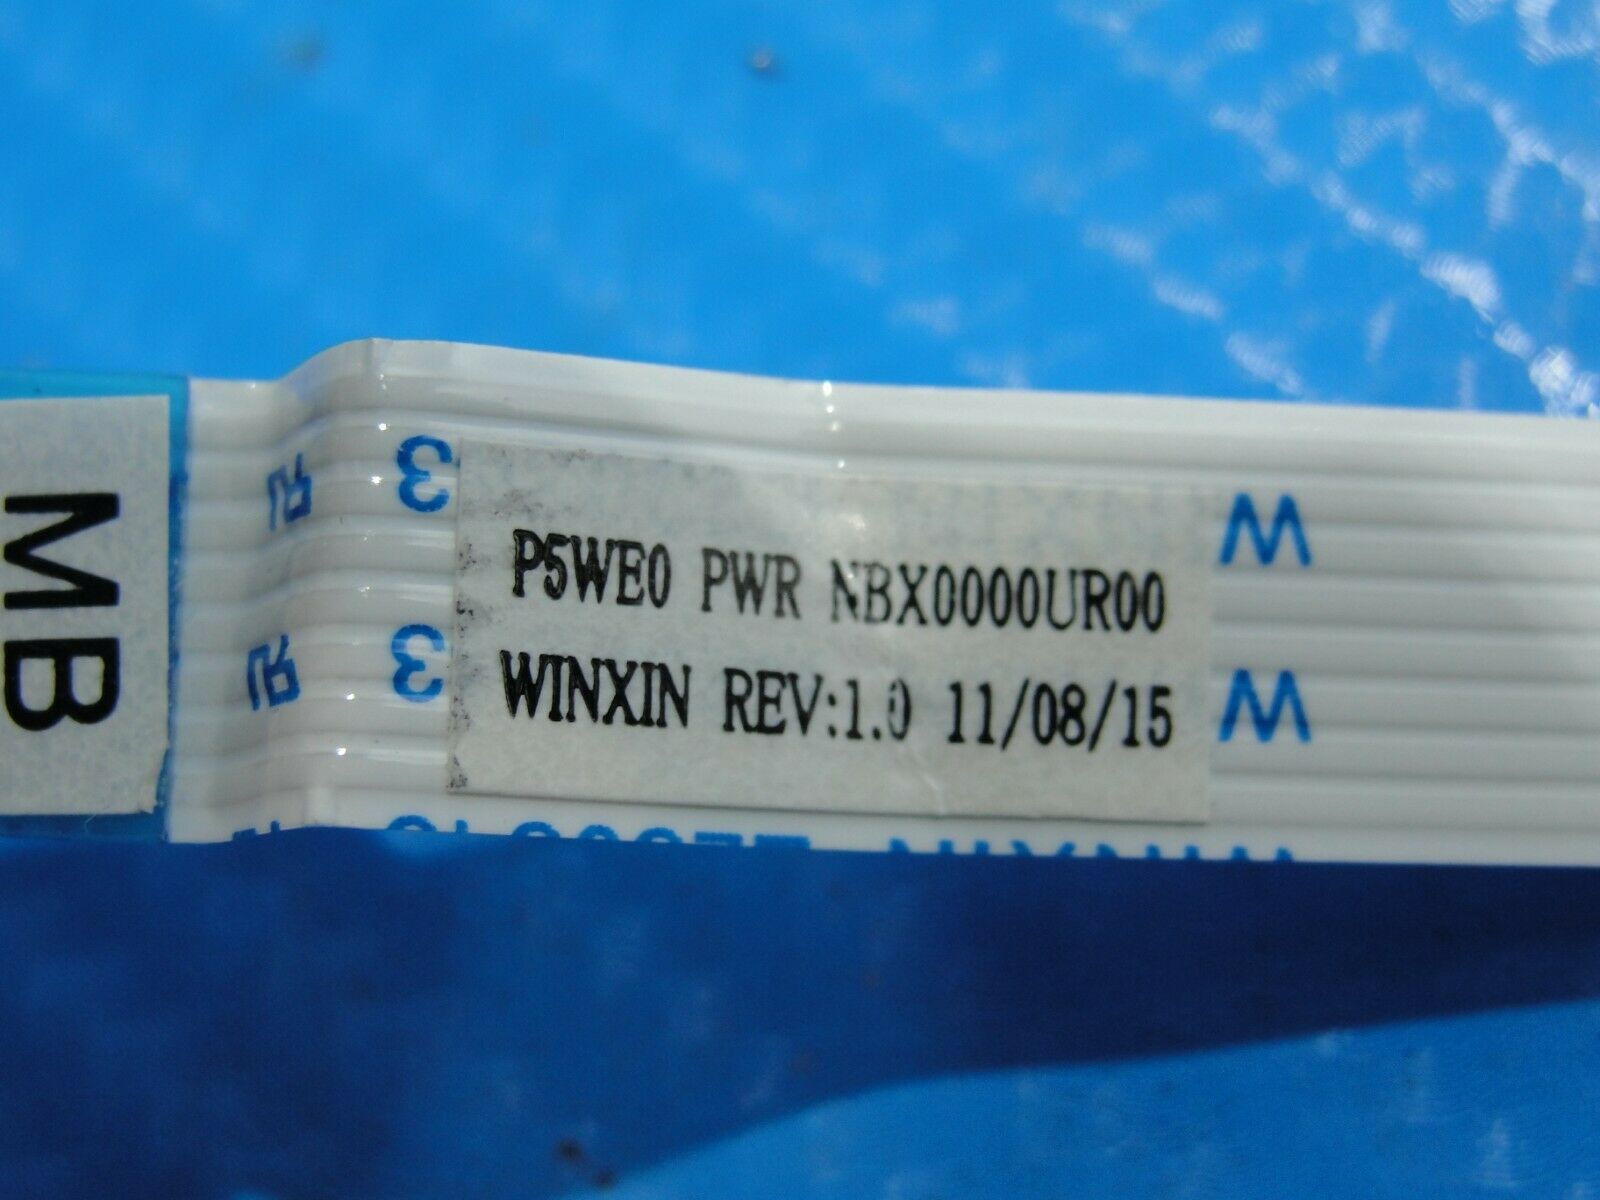 MB
P5WE0 PWR NBX0000UR00
WINXIN REV:1.0 11/08/15